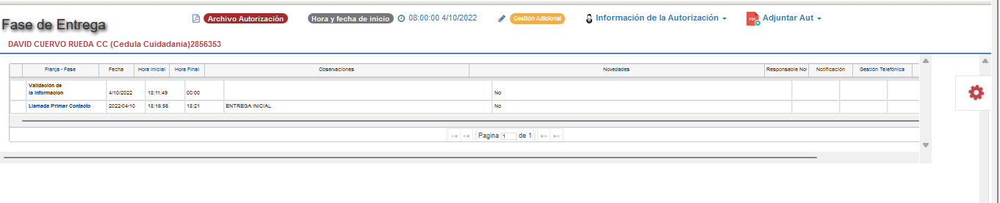 Fase de Entrega
Archivo Autorización Hora y fecha de inicio 08:00:00 4/10/2022 Gestión Adicional Información de la Autorización Adjuntar Aut
DAVID CUERVO RUEDA CC (Cedula Cuidadania)2856353
Franja - Fase Fecha Hora Inicial Hora Final Observaciones Novedades Responsable Nov Notificación Gestión Telefónica
Validación de
la Informacion 4/10/2022 18:11:49 00:00 No
Llamada Primer Contacto 2022-04-10 18:16:56 18:21 ENTREGA INICIAL No
Pagina 1 de 1